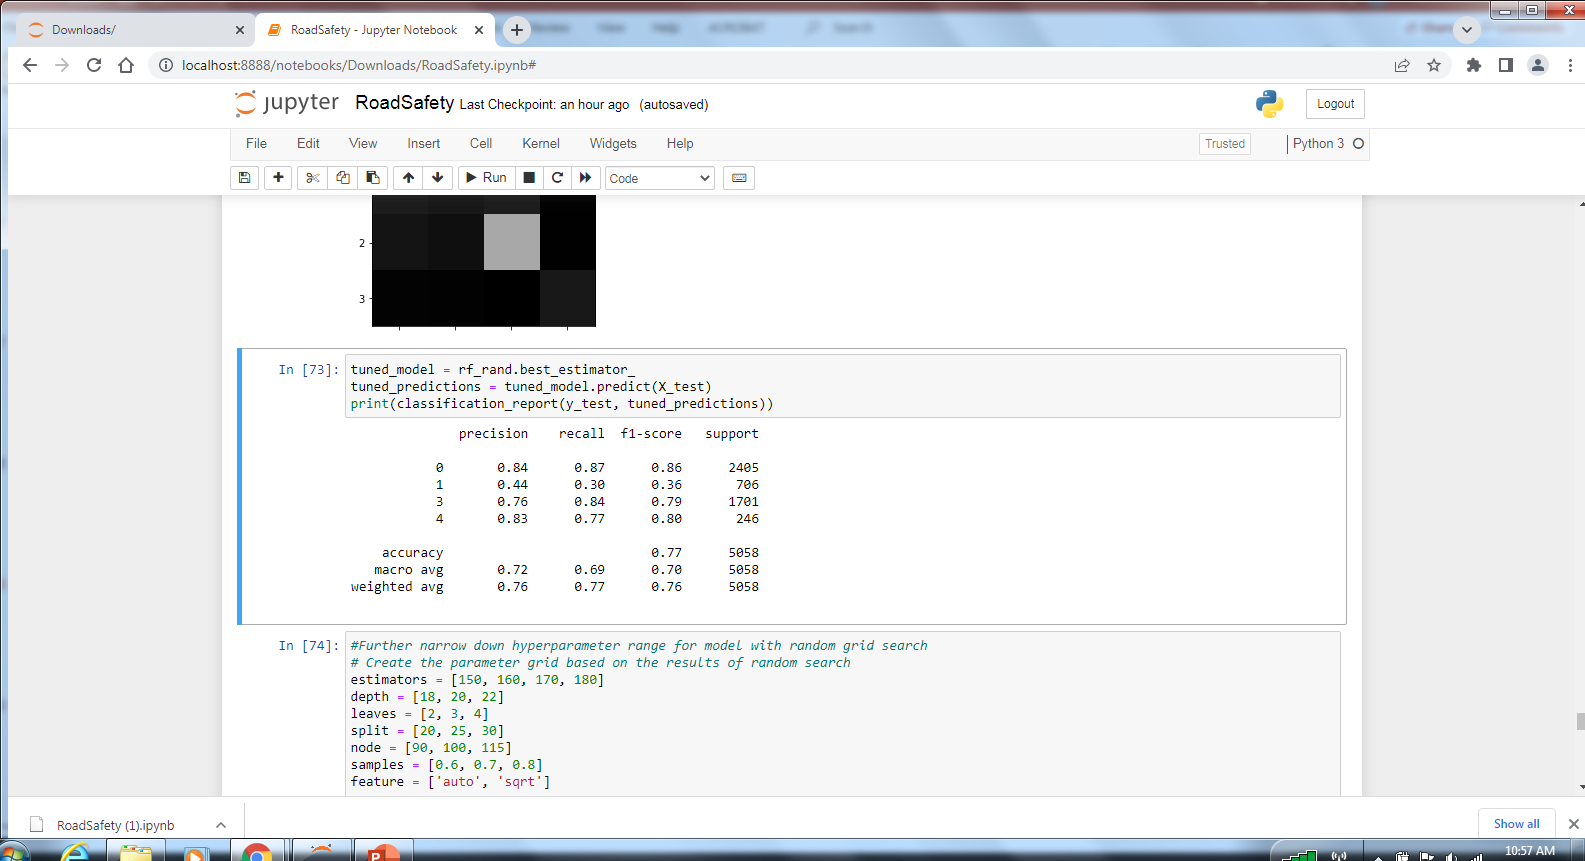 Downloads/
RoadSafety - Jupyter Notebook
Review View Help ACROBAT Search
localhost:8888/notebooks/Downloads/RoadSafety.ipynb#
jupyter RoadSafety Last Checkpoint: an hour ago (autosaved)
Logout
File Edit View Insert Cell Kernel Widgets Help
Trusted
Python 3
Run
Code
2
3
In [73]: tuned_model = rf_rand.best_estimator_
tuned_predictions = tuned_model.predict(X_test)
print(classification_report(y_test, tuned_predictions))
precision recall f1-score support
0 0.84 0.87 0.86 2405
1 0.44 0.30 0.36 706
3 0.76 0.84 0.79 1701
4 0.83 0.77 0.80 246
accuracy 0.77 5058
macro avg 0.72 0.69 0.70 5058
weighted avg 0.76 0.77 0.76 5058
In [74]: #Further narrow down hyperparameter range for model with random grid search
# Create the parameter grid based on the results of random search
estimators = [150, 160, 170, 180]
depth = [18, 20, 22]
leaves = [2, 3, 4]
split = [20, 25, 30]
node = [90, 100, 115]
samples = [0.6, 0.7, 0.8]
feature = ['auto', 'sqrt']
RoadSafety (1).ipynb
Show all
10:57 AM